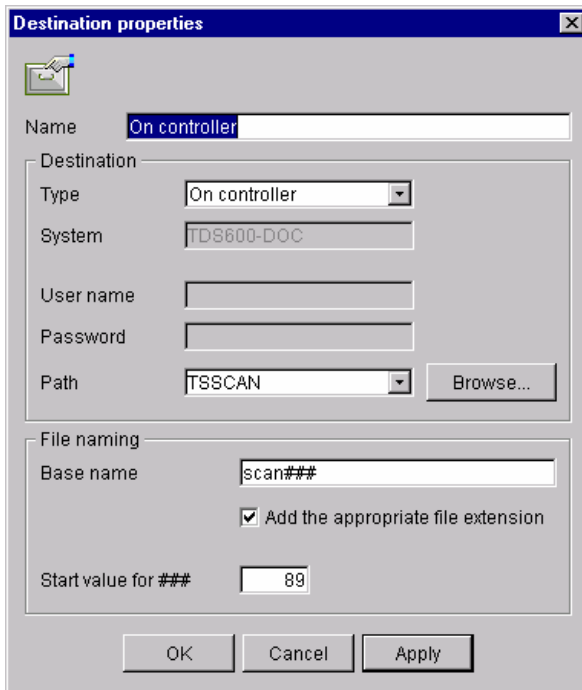 Destination properties
Name On controller
Destination
Type On controller
System TDS600-DOC
User name
Password
Path TSSCAN Browse...
File naming
Base name scan###
Add the appropriate file extension
Start value for ### 89
OK Cancel Apply